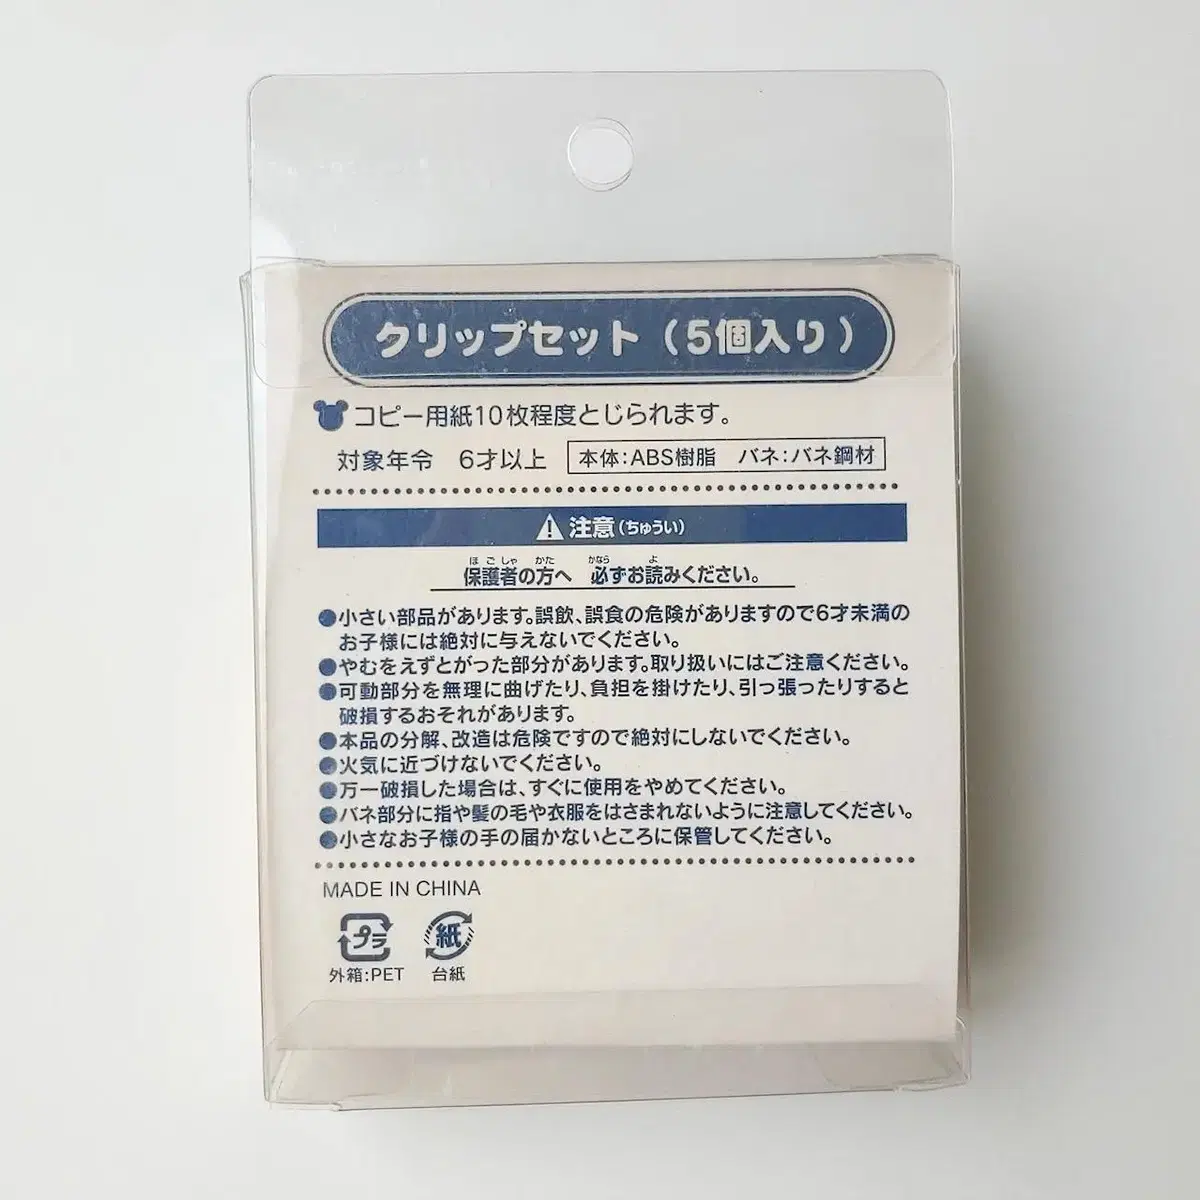 クリップセット（5個入り）
コピー用紙10枚程度とじられます。
対象年令　6才以上　本体：ABS樹脂　バネ：バネ鋼材
注意（ちゅうい）
ほごしゃ　かた　かなら　よ
保護者の方へ　必ずお読みください。
●小さい部品があります。誤飲、誤食の危険がありますので6才未満の
お子様には絶対に与えないでください。
●やむをえずとがった部分があります。取り扱いにはご注意ください。
●可動部分を無理に曲げたり、負担を掛けたり、引っ張ったりすると
破損するおそれがあります。
●本品の分解、改造は危険ですので絶対にしないでください。
●火気に近づけないでください。
●万一破損した場合は、すぐに使用をやめてください。
●バネ部分に指や髪の毛や衣服をはさまれないように注意してください。
●小さなお子様の手の届かないところに保管してください。
MADE IN CHINA
プラ　紙
外箱：PET　台紙